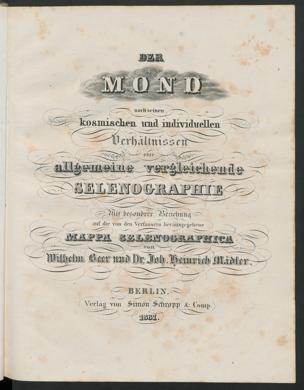 DER
MOND
nach seinen
kosmischen und individuellen
Verhältnissen
oder
allgemeine vergleichende
SELENOGRAPHIE
Mit besonderer Beziehung
auf die von den Verfassern herausgegebene
MAPPA SELENOGRAPHICA
von
Wilhelm Beer und Dr. Joh. Heinrich Mädler.
BERLIN.
Verlag von Simon Schropp & Comp.
1837.